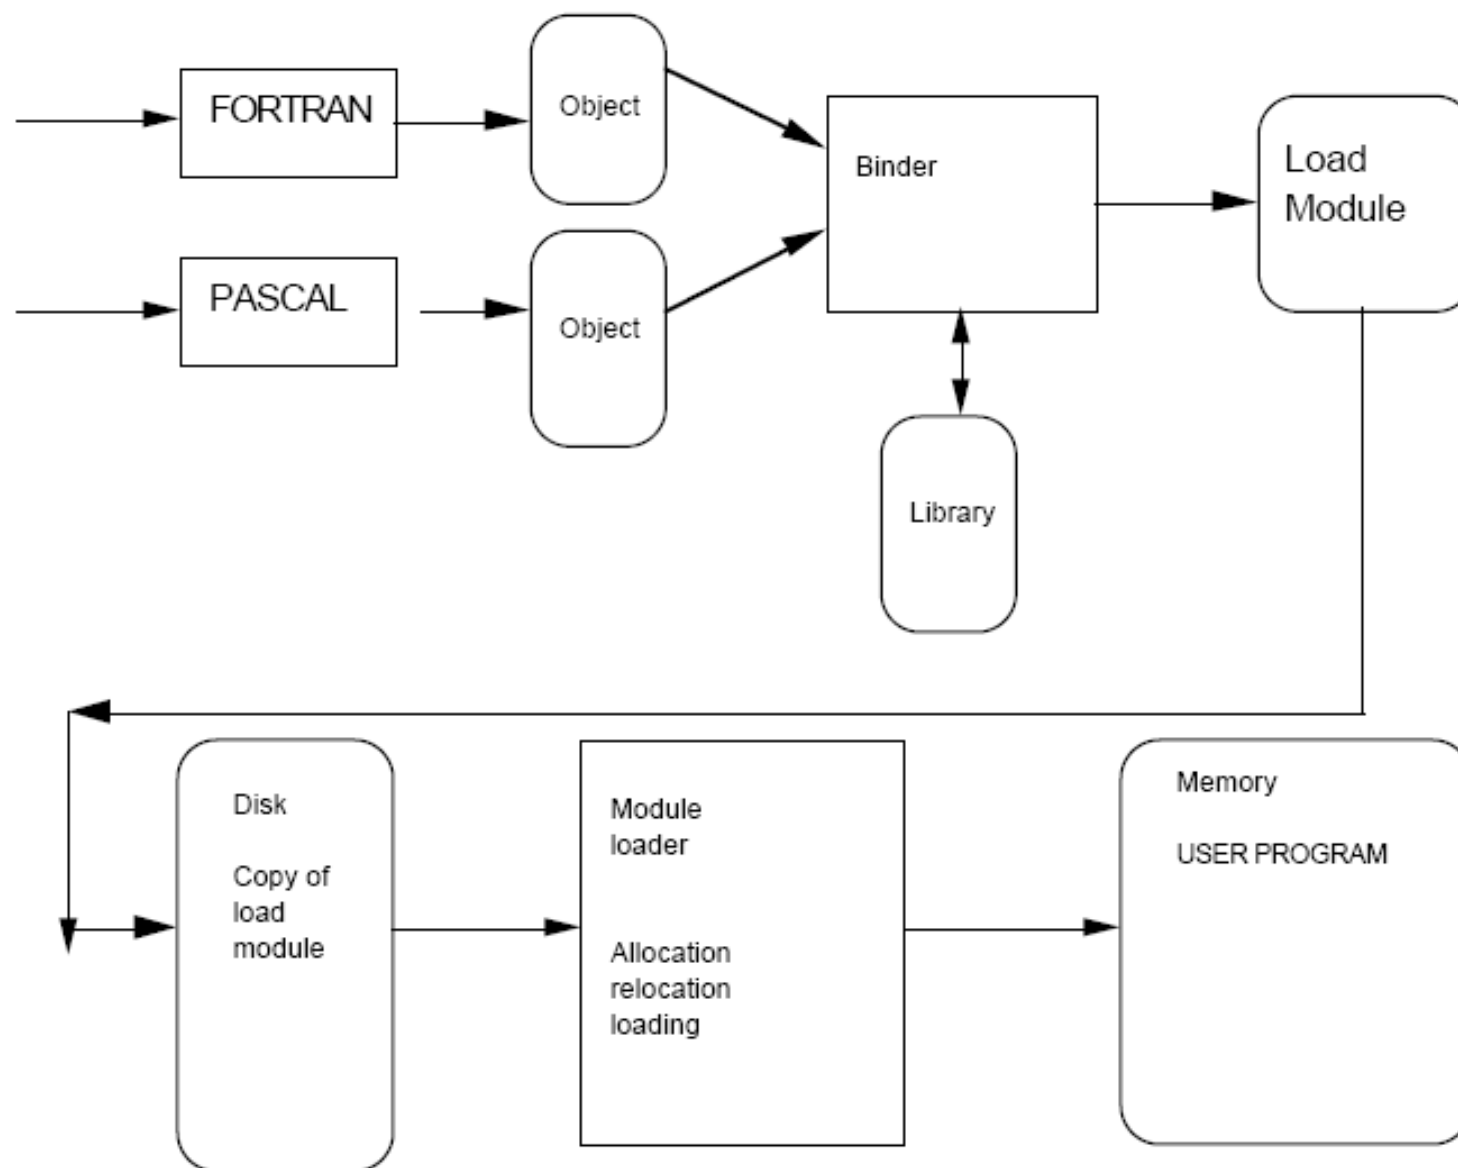 FORTRAN
Object
Binder
Load
Module
PASCAL
Object
Library
Disk
Copy of
load
module
Module
loader
Allocation
relocation
loading
Memory
USER PROGRAM